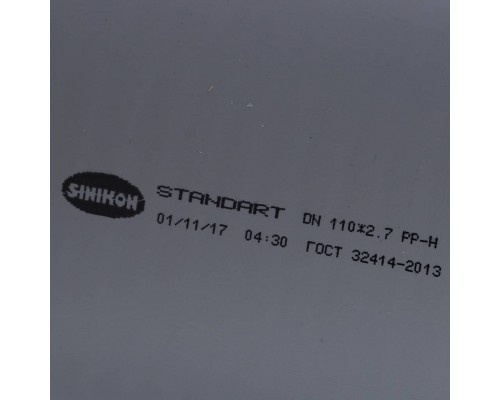 SINIKON STANDART DN 110*2.7 PP-H
01/11/17 04:30 ГОСТ 32414-2013